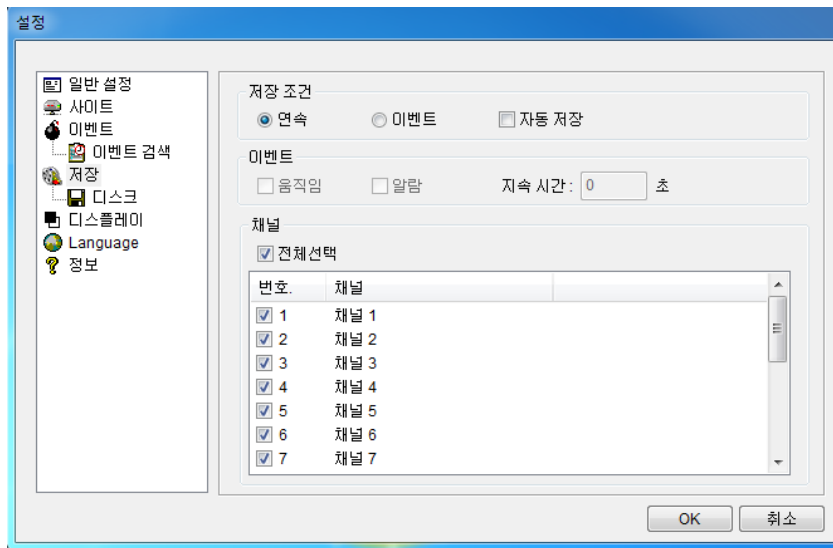 설정
일반 설정
사이트
이벤트
이벤트 검색
저장
디스크
디스플레이
Language
정보
저장 조건
연속 이벤트 자동 저장
이벤트
움직임 알람 지속 시간: 0 초
채널
전체선택
번호. 채널
1 채널 1
2 채널 2
3 채널 3
4 채널 4
5 채널 5
6 채널 6
7 채널 7
OK 취소